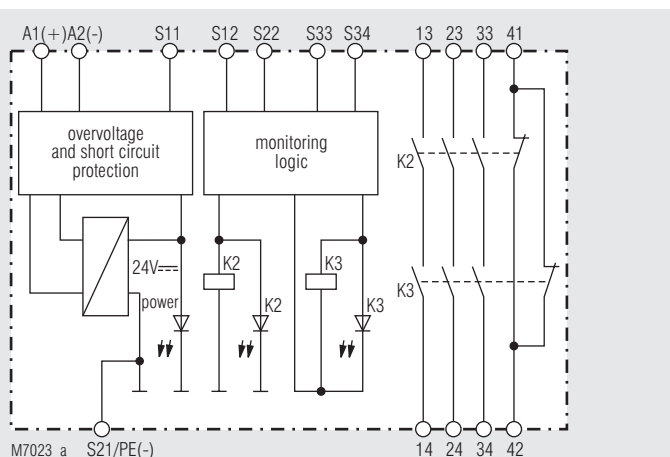 A1(+) A2(-) S11 S12 S22 S33 S34 13 23 33 41
overvoltage
and short circuit
protection
monitoring
logic
K2
24V
K2
K3
power
K2
K3
K3
M7023_a S21/PE(-) 14 24 34 42